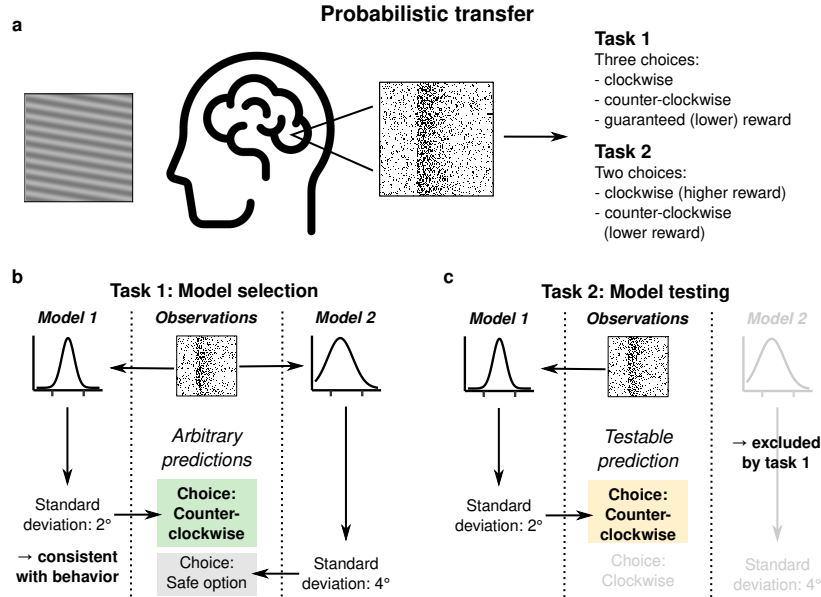 Probabilistic transfer
a
Task 1
Three choices:
- clockwise
- counter-clockwise
- guaranteed (lower) reward
Task 2
Two choices:
- clockwise (higher reward)
- counter-clockwise
(lower reward)
b
Task 1: Model selection
Model 1
Observations
Model 2
Arbitrary
predictions
Standard
deviation: 2°
→ consistent
with behavior
Choice:
Counter-
clockwise
Choice:
Safe option
Standard
deviation: 4°
c
Task 2: Model testing
Model 1
Observations
Model 2
Testable
prediction
→ excluded
by task 1
Standard
deviation: 2°
Choice:
Counter-
clockwise
Choice:
Clockwise
Standard
deviation: 4°